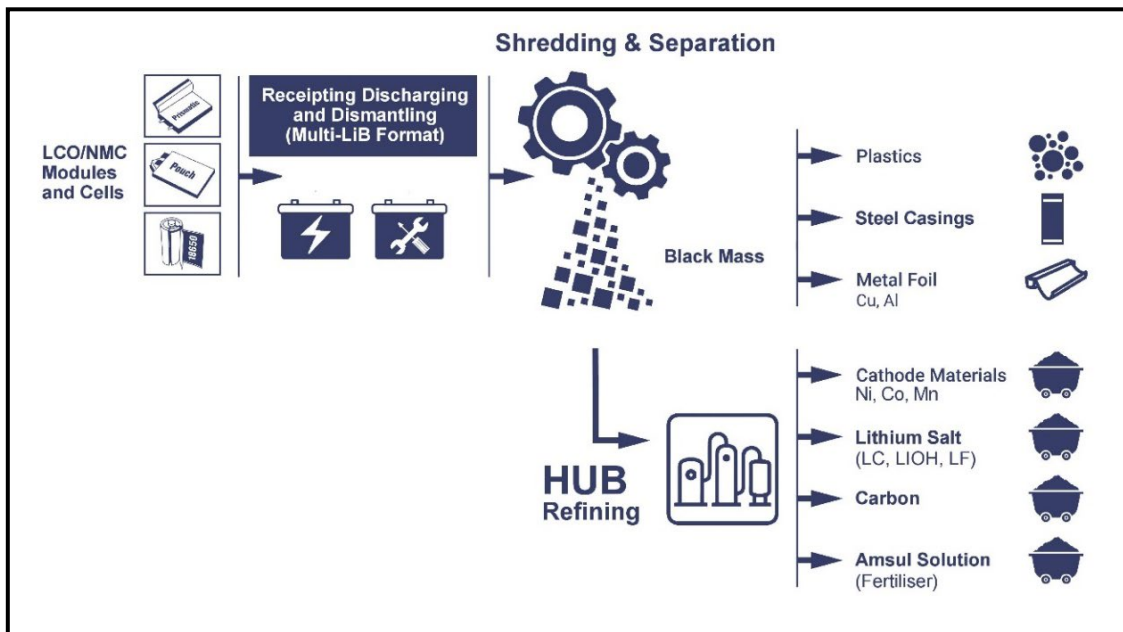 Shredding & Separation
LCO/NMC
Modules
and Cells
Prismatic
Pouch
18650
Receipting Discharging
and Dismantling
(Multi-LiB Format)
Black Mass
Plastics
Steel Casings
Metal Foil
Cu, Al
HUB
Refining
Cathode Materials
Ni, Co, Mn
Lithium Salt
(LC, LIOH, LF)
Carbon
Amsul Solution
(Fertiliser)